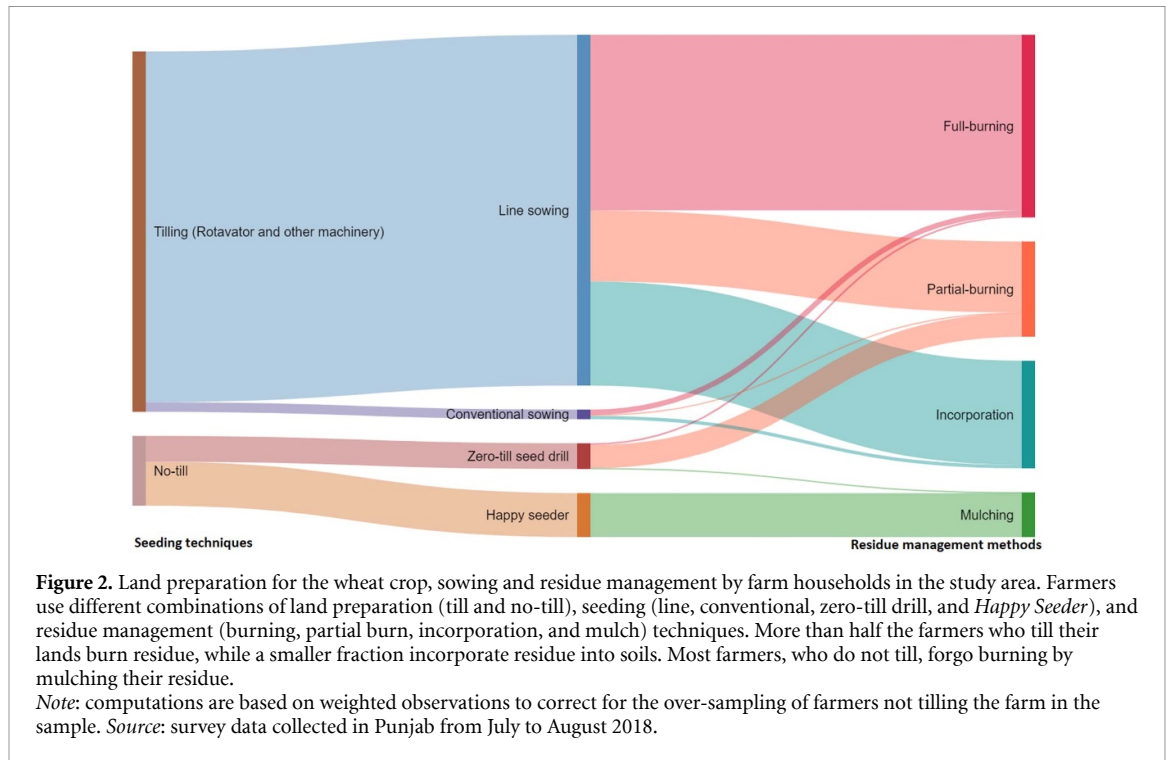 Full-burning
Line sowing
Tilling (Rotavator and other machinery)
Partial-burning
Conventional sowing
Incorporation
Zero-till seed drill
No-till
Happy seeder
Mulching
Seeding techniques
Residue management methods
Figure 2. Land preparation for the wheat crop, sowing and residue management by farm households in the study area. Farmers
use different combinations of land preparation (till and no-till), seeding (line, conventional, zero-till drill, and Happy Seeder), and
residue management (burning, partial burn, incorporation, and mulch) techniques. More than half the farmers who till their
lands burn residue, while a smaller fraction incorporate residue into soils. Most farmers, who do not till, forgo burning by
mulching their residue.
Note: computations are based on weighted observations to correct for the over-sampling of farmers not tilling the farm in the
sample. Source: survey data collected in Punjab from July to August 2018.